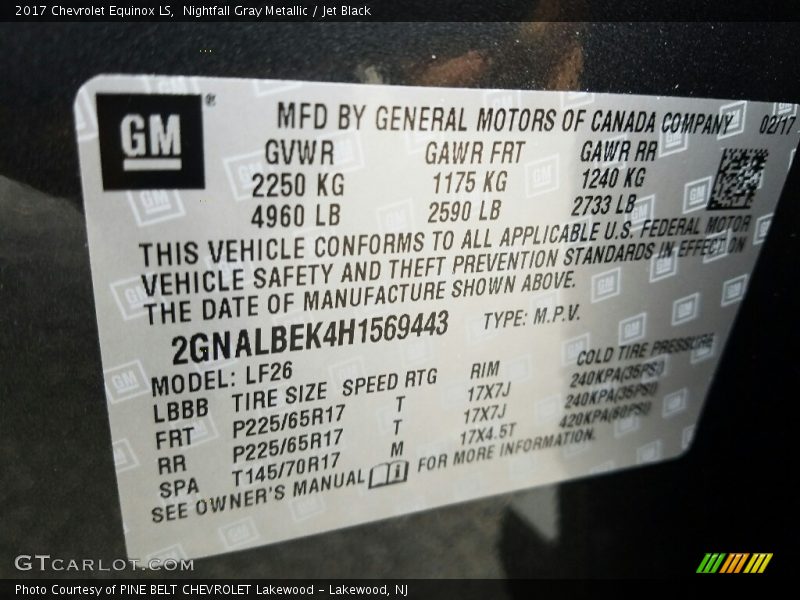 2017 Chevrolet Equinox LS, Nightfall Gray Metallic / Jet Black
GM ®
MFD BY GENERAL MOTORS OF CANADA COMPANY 02/17
GVWR GAWR FRT GAWR RR
2250 KG 1175 KG 1240 KG
4960 LB 2590 LB 2733 LB
THIS VEHICLE CONFORMS TO ALL APPLICABLE U.S. FEDERAL MOTOR
VEHICLE SAFETY AND THEFT PREVENTION STANDARDS IN EFFECT ON
THE DATE OF MANUFACTURE SHOWN ABOVE.
2GNALBEK4H1569443 TYPE: M.P.V.
MODEL: LF26
LBBB TIRE SIZE SPEED RTG RIM COLD TIRE PRESSURE
FRT P225/65R17 T 17X7J 240KPA(35PSI)
RR P225/65R17 T 17X7J 240KPA(35PSI)
SPA T145/70R17 M 17X4.5T 420KPA(60PSI)
SEE OWNER'S MANUAL FOR MORE INFORMATION.
GTCARLOT.COM
Photo Courtesy of PINE BELT CHEVROLET Lakewood - Lakewood, NJ